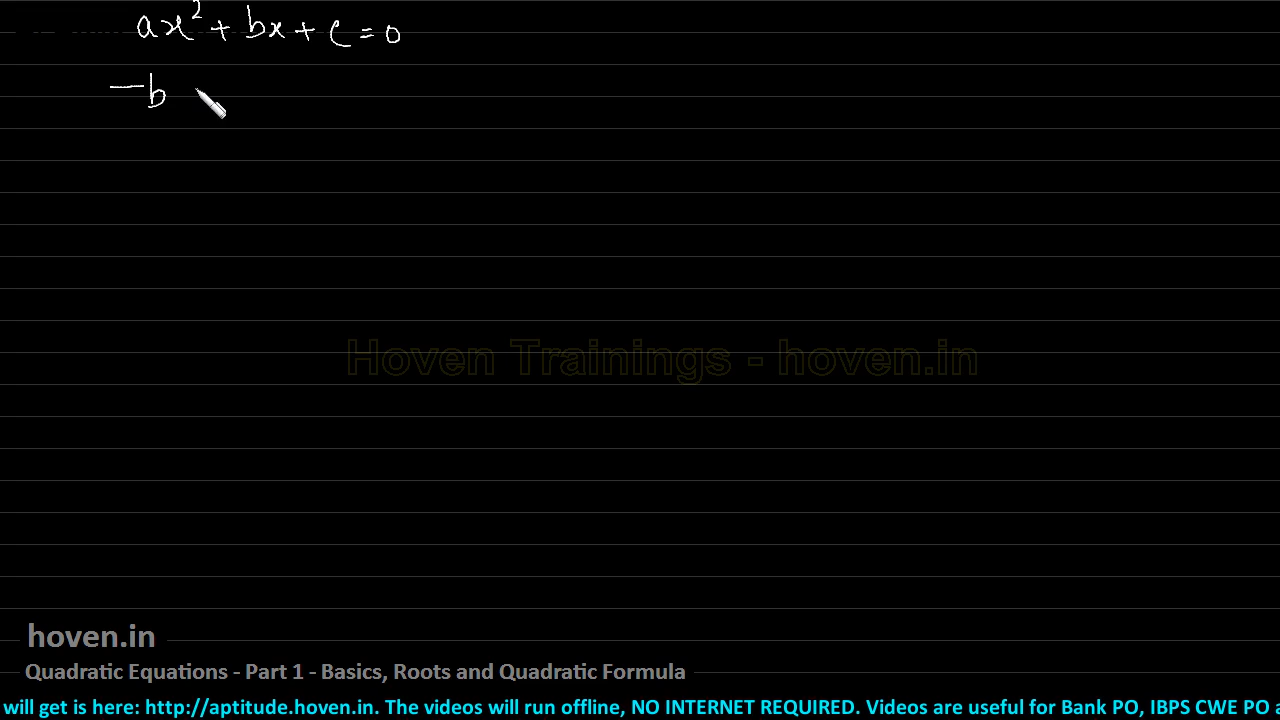 ax² + bx + c = 0
—b
Hoven Trainings - hoven.in
hoven.in
Quadratic Equations - Part 1 - Basics, Roots and Quadratic Formula
will get is here: http://aptitude.hoven.in. The videos will run offline, NO INTERNET REQUIRED. Videos are useful for Bank PO, IBPS CWE PO a